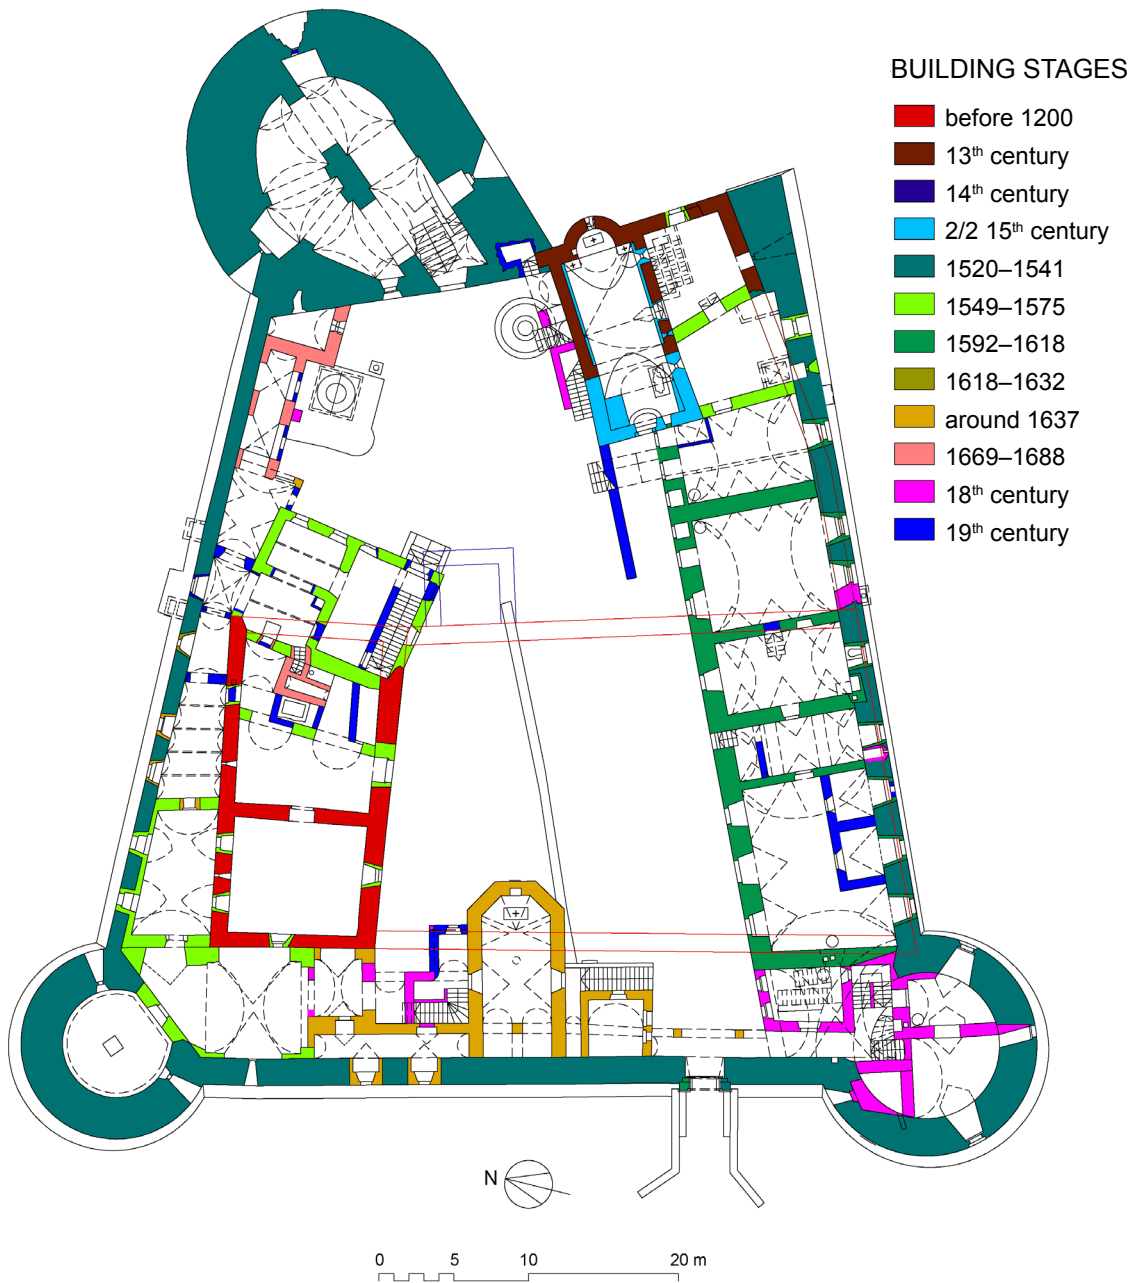 BUILDING STAGES
before 1200
13th century
14th century
2/2 15th century
1520–1541
1549–1575
1592–1618
1618–1632
around 1637
1669–1688
18th century
19th century
N
0 5 10 20 m